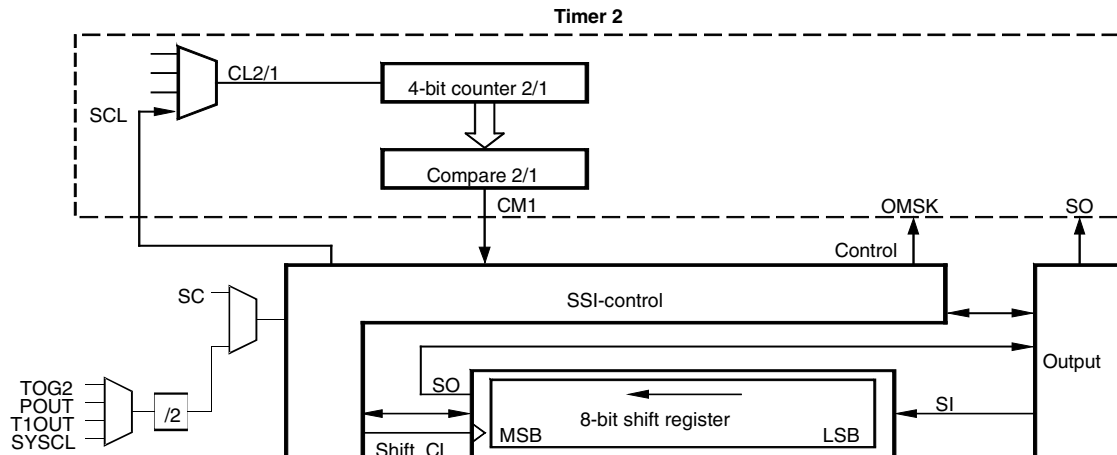 Timer 2
CL2/1
4-bit counter 2/1
SCL
Compare 2/1
CM1
OMSK
SO
Control
SC
SSI-control
Output
TOG2
POUT
T1OUT
SYSCL
/2
SO
8-bit shift register
SI
MSB
LSB
Shift_CL